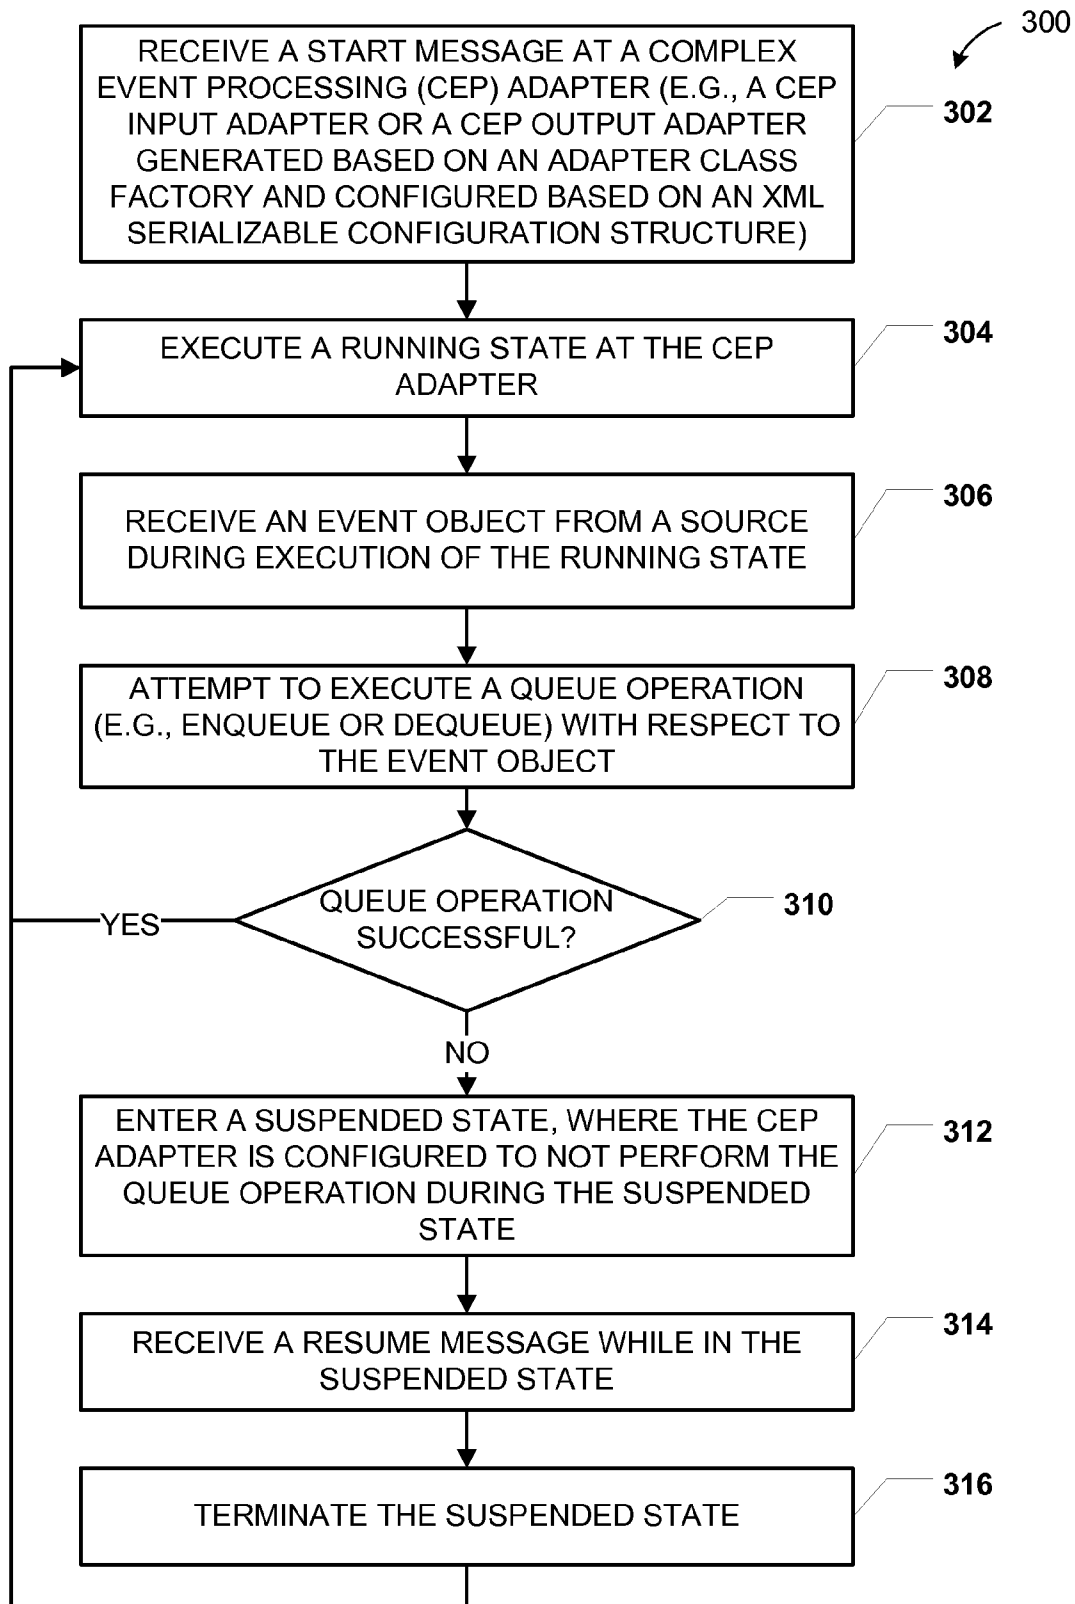 300
RECEIVE A START MESSAGE AT A COMPLEX
EVENT PROCESSING (CEP) ADAPTER (E.G., A CEP
INPUT ADAPTER OR A CEP OUTPUT ADAPTER
GENERATED BASED ON AN ADAPTER CLASS
FACTORY AND CONFIGURED BASED ON AN XML
SERIALIZABLE CONFIGURATION STRUCTURE)
302
EXECUTE A RUNNING STATE AT THE CEP
ADAPTER
304
RECEIVE AN EVENT OBJECT FROM A SOURCE
DURING EXECUTION OF THE RUNNING STATE
306
ATTEMPT TO EXECUTE A QUEUE OPERATION
(E.G., ENQUEUE OR DEQUEUE) WITH RESPECT TO
THE EVENT OBJECT
308
QUEUE OPERATION
SUCCESSFUL?
310
YES
NO
ENTER A SUSPENDED STATE, WHERE THE CEP
ADAPTER IS CONFIGURED TO NOT PERFORM THE
QUEUE OPERATION DURING THE SUSPENDED
STATE
312
RECEIVE A RESUME MESSAGE WHILE IN THE
SUSPENDED STATE
314
TERMINATE THE SUSPENDED STATE
316